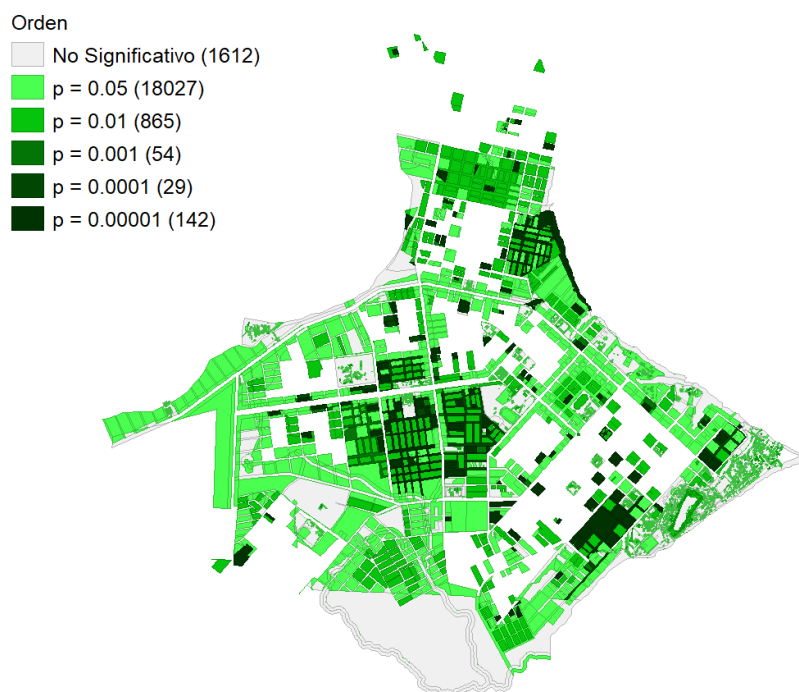 Orden
No Significativo (1612)
p = 0.05 (18027)
p = 0.01 (865)
p = 0.001 (54)
p = 0.0001 (29)
p = 0.00001 (142)